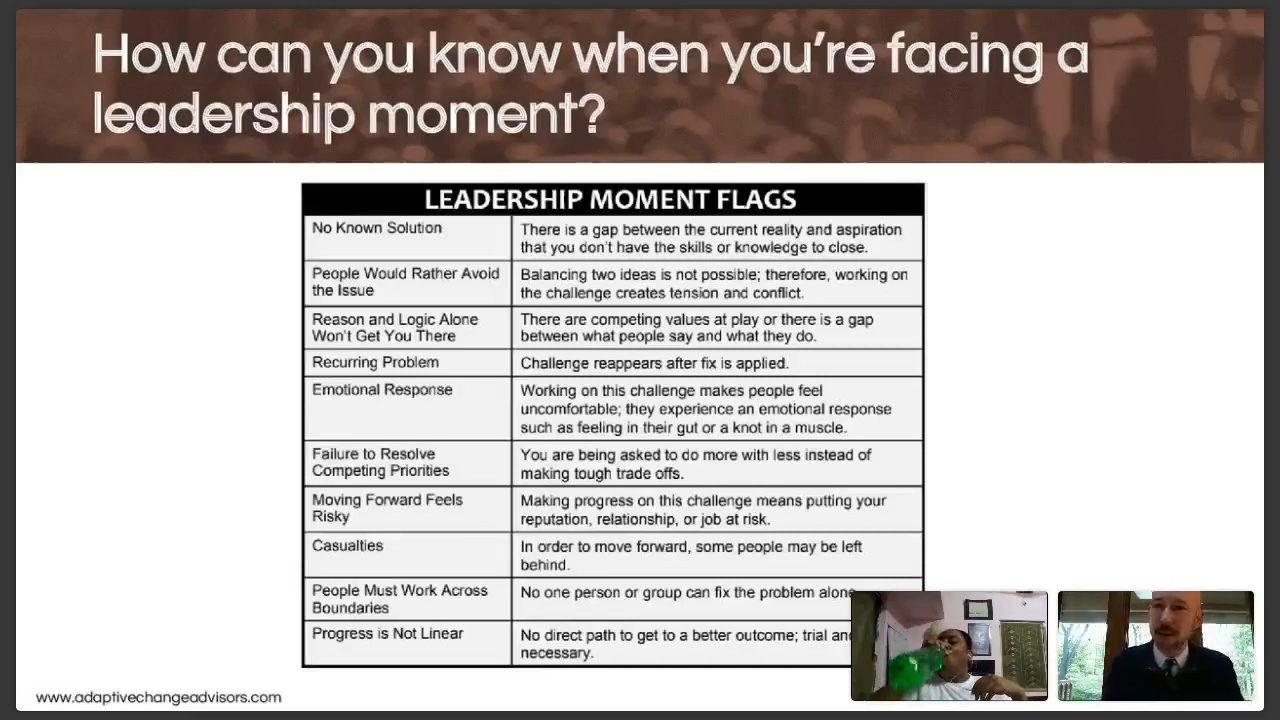 How can you know when you're facing a
leadership moment?
LEADERSHIP MOMENT FLAGS
No Known Solution
There is a gap between the current reality and aspiration
that you don't have the skills or knowledge to close.
People Would Rather Avoid
the Issue
Balancing two ideas is not possible; therefore, working on
the challenge creates tension and conflict.
Reason and Logic Alone
Won't Get You There
There are competing values at play or there is a gap
between what people say and what they do.
Recurring Problem
Challenge reappears after fix is applied.
Emotional Response
Working on this challenge makes people feel
uncomfortable; they experience an emotional response
such as feeling in their gut or a knot in a muscle.
Failure to Resolve
Competing Priorities
You are being asked to do more with less instead of
making tough trade offs.
Moving Forward Feels
Risky
Making progress on this challenge means putting your
reputation, relationship, or job at risk.
Casualties
In order to move forward, some people may be left
behind.
People Must Work Across
Boundaries
No one person or group can fix the problem alone
Progress is Not Linear
No direct path to get to a better outcome; trial and
necessary.
www.adaptivechangeadvisors.com